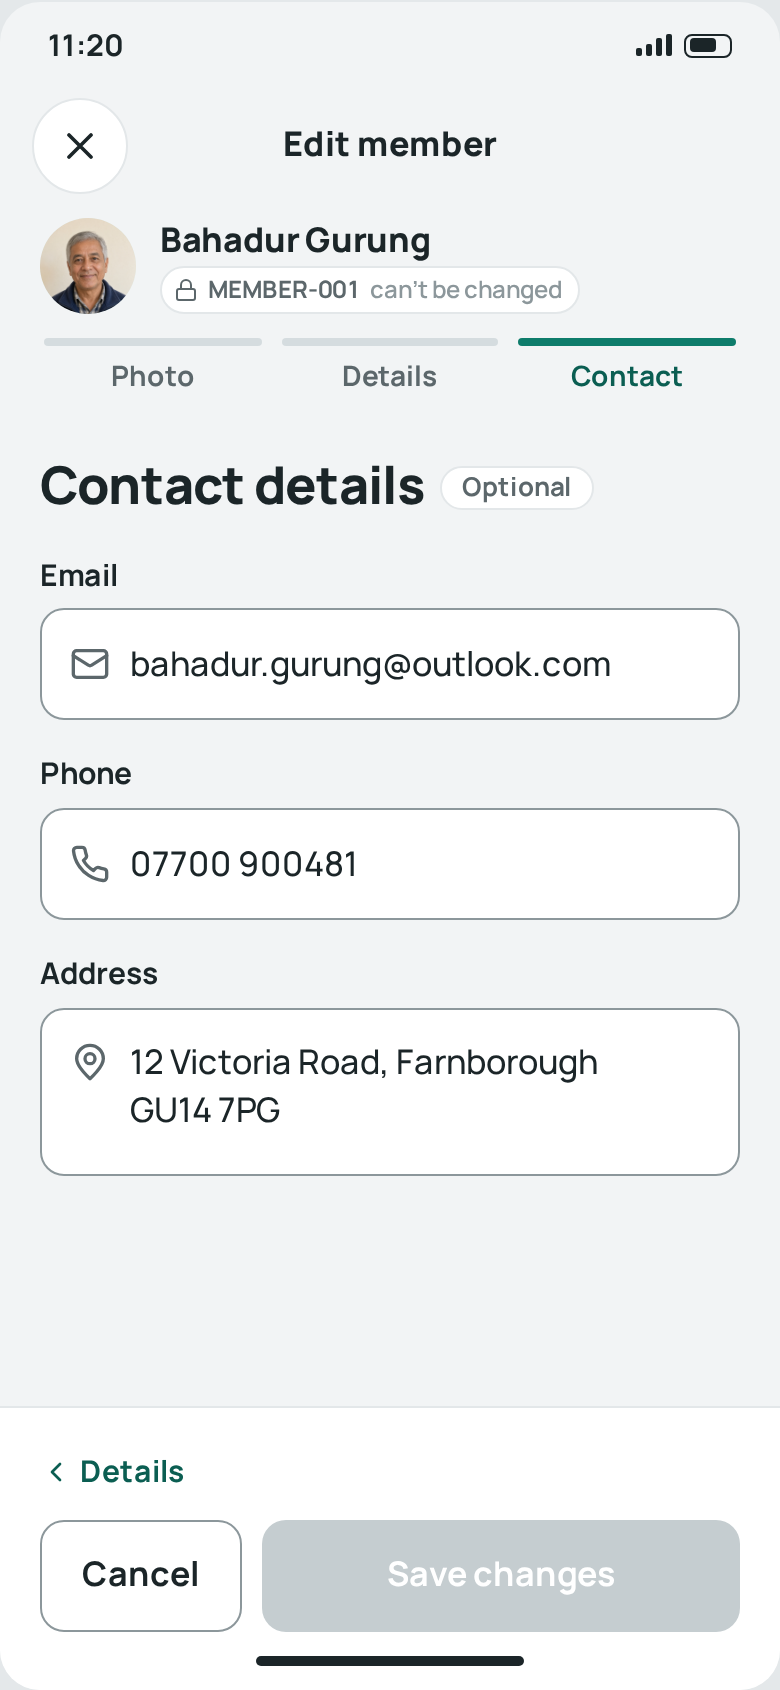 11:20
Edit member
Bahadur Gurung
MEMBER-001 can't be changed
Photo Details Contact
Contact details Optional
Email
bahadur.gurung@outlook.com
Phone
07700 900481
Address
12 Victoria Road, Farnborough
GU14 7PG
Details
Cancel Save changes